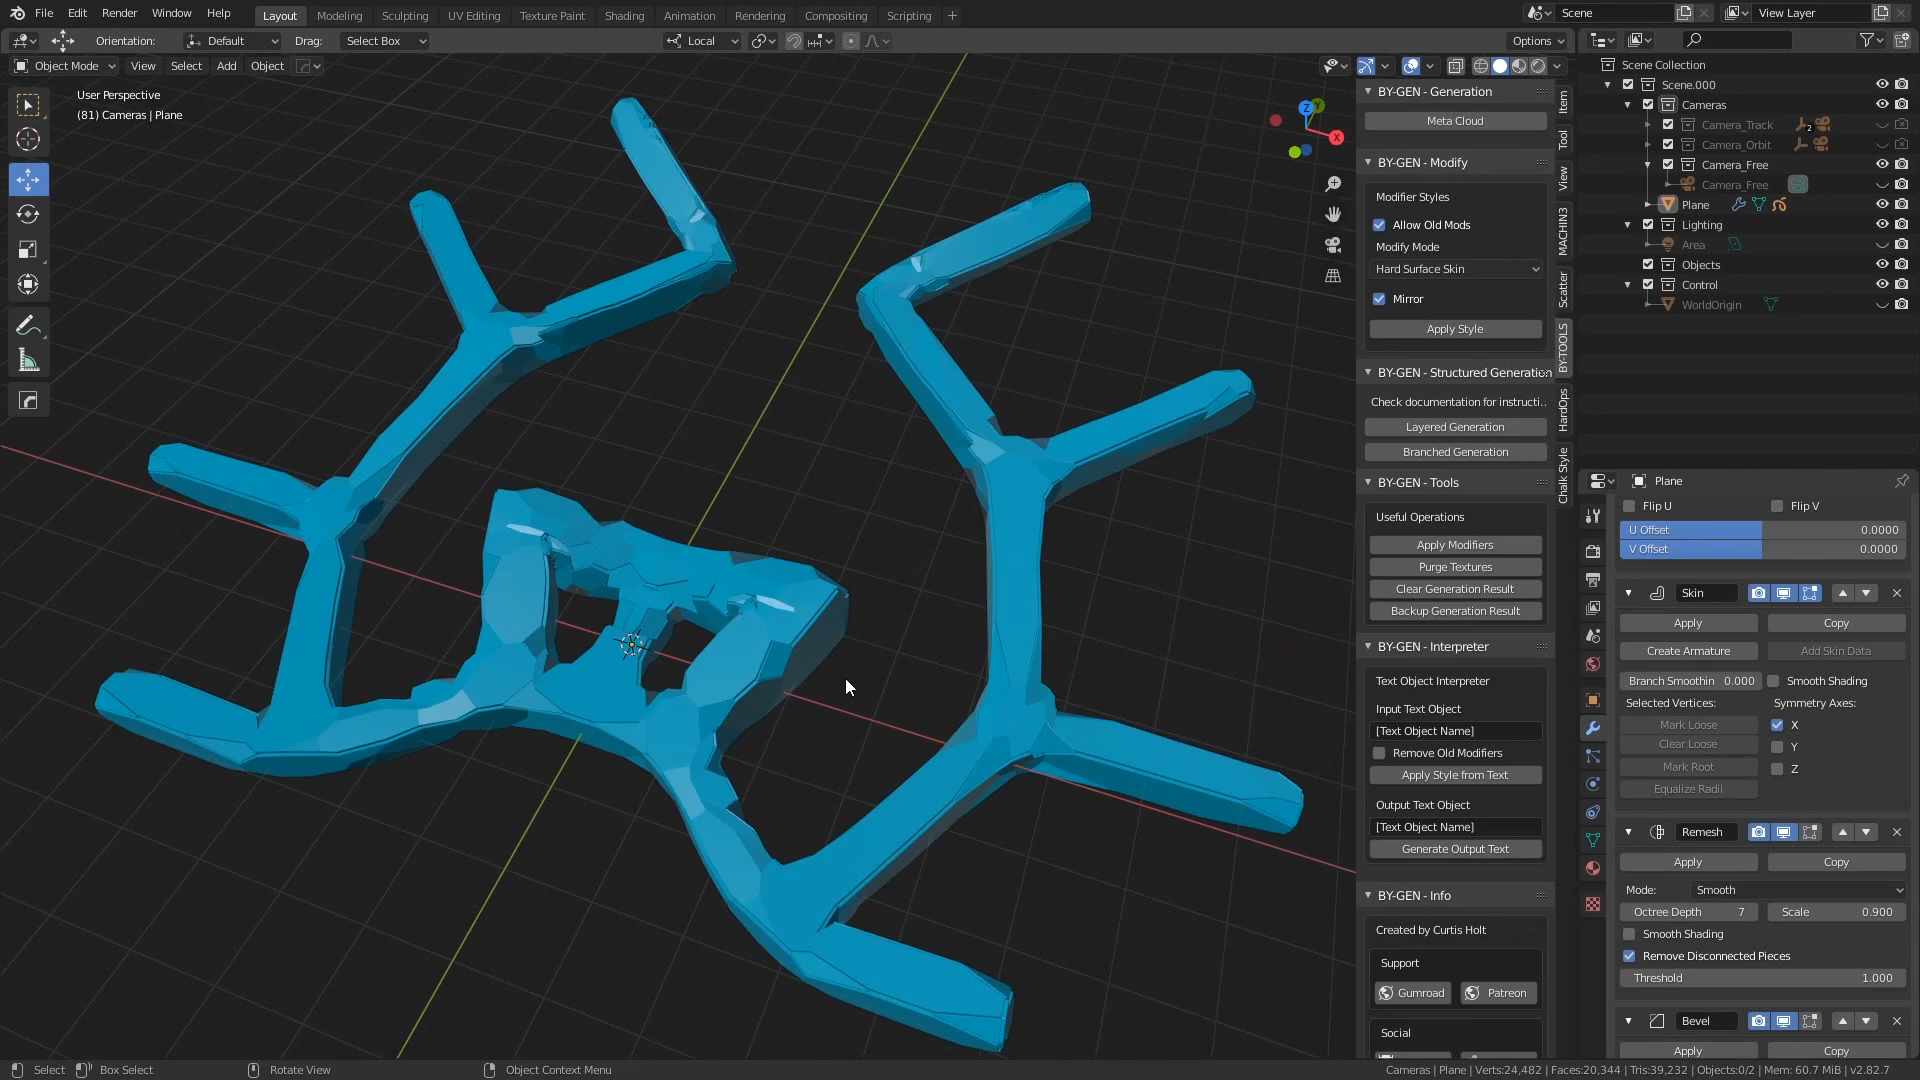 File Edit Render Window Help
Layout Modeling Sculpting UV Editing Texture Paint Shading Animation Rendering Compositing Scripting +
Scene
View Layer
Orientation: Default Drag: Select Box
Local
Options
Object Mode View Select Add Object
User Perspective
(81) Cameras | Plane
Z
Y
X
BY-GEN - Generation
Meta Cloud
BY-GEN - Modify
Modifier Styles
Allow Old Mods
Modify Mode
Hard Surface Skin
Mirror
Apply Style
BY-GEN - Structured Generation
Check documentation for instructi..
Layered Generation
Branched Generation
BY-GEN - Tools
Useful Operations
Apply Modifiers
Purge Textures
Clear Generation Result
Backup Generation Result
BY-GEN - Interpreter
Text Object Interpreter
Input Text Object
[Text Object Name]
Remove Old Modifiers
Apply Style from Text
Output Text Object
[Text Object Name]
Generate Output Text
BY-GEN - Info
Created by Curtis Holt
Support
Gumroad Patreon
Social
Item
Tool
View
MACHIN3
Scatter
BY-TOOLS
HardOps
Chalk Style
Scene Collection
Scene.000
Cameras
Camera_Track 2
Camera_Orbit
Camera_Free
Camera_Free
Plane
Lighting
Area
Objects
Control
WorldOrigin
Plane
Flip U Flip V
U Offset 0.0000
V Offset 0.0000
Skin
Apply Copy
Create Armature Add Skin Data
Branch Smoothin 0.000 Smooth Shading
Selected Vertices: Symmetry Axes:
Mark Loose X
Clear Loose Y
Mark Root Z
Equalize Radii
Remesh
Apply Copy
Mode: Smooth
Octree Depth 7 Scale 0.900
Smooth Shading
Remove Disconnected Pieces
Threshold 1.000
Bevel
Apply Copy
Select Box Select Rotate View Object Context Menu
Cameras | Plane | Verts:24,482 | Faces:20,344 | Tris:39,232 | Objects:0/2 | Mem: 60.7 MiB | v2.82.7